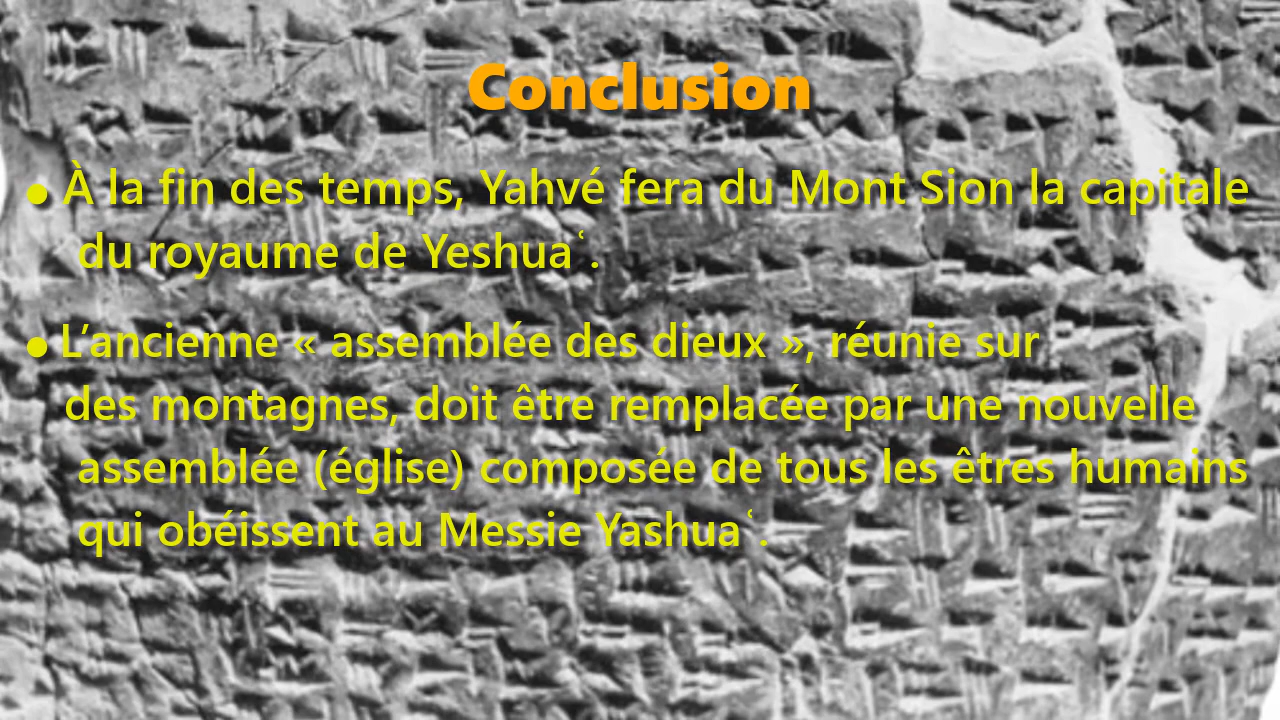 Conclusion
• À la fin des temps, Yahvé fera du Mont Sion la capitale
du royaume de Yeshuaʿ.
• L’ancienne « assemblée des dieux », réunie sur
des montagnes, doit être remplacée par une nouvelle
assemblée (église) composée de tous les êtres humains
qui obéissent au Messie Yashuaʿ.